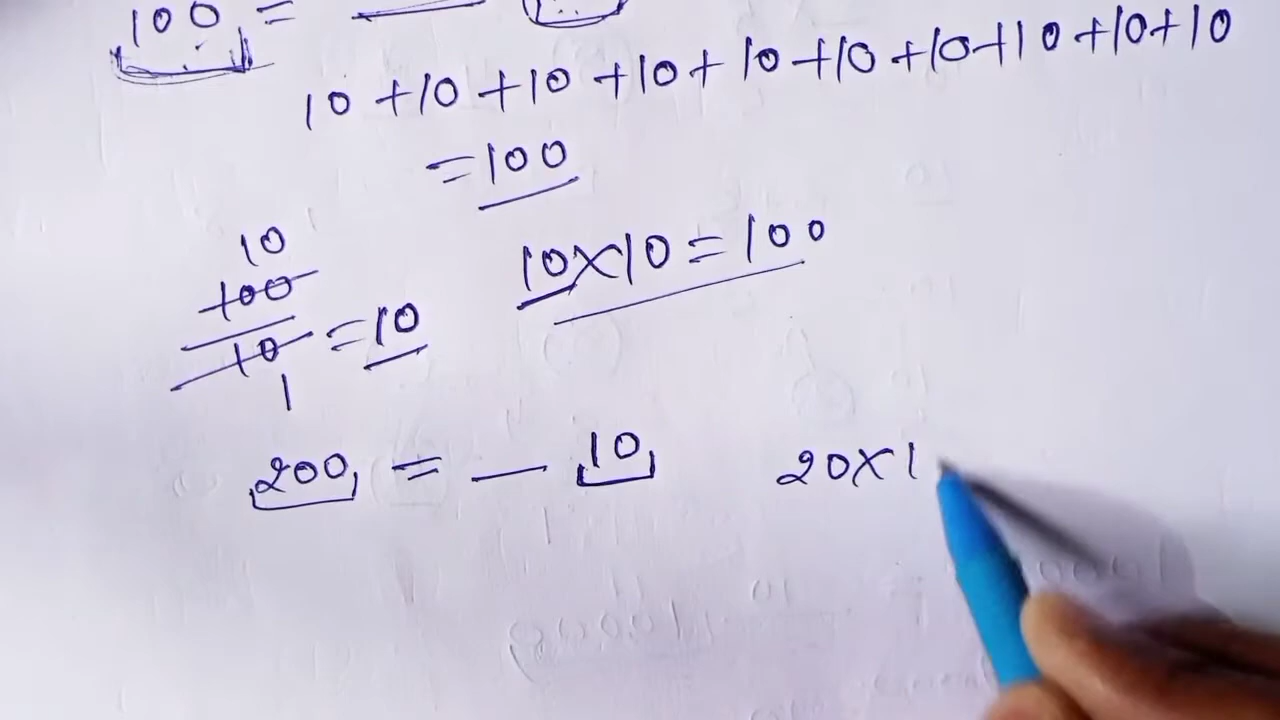 100 =
10 + 10 + 10 + 10 + 10 + 10 + 10 + 10 + 10 + 10
= 100
10
100
10 = 10
1
10 × 10 = 100
200 = __ 10
20 × 1